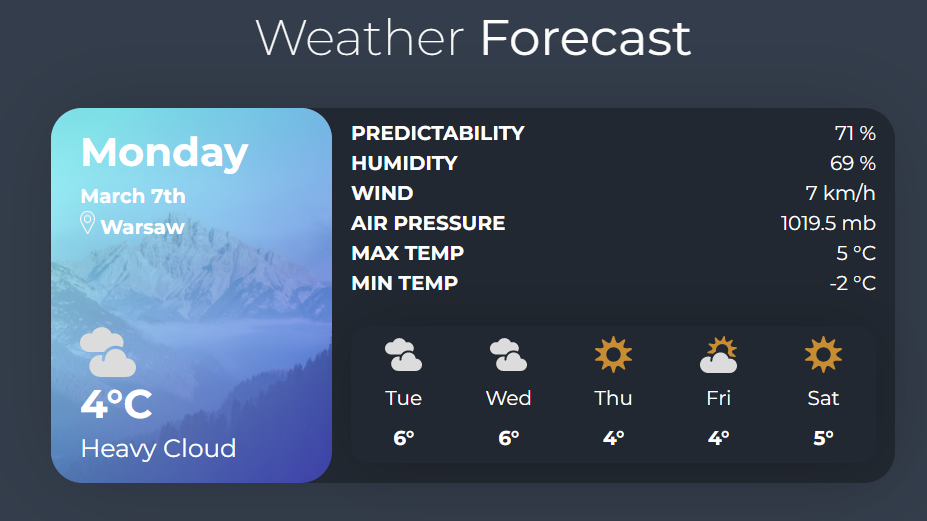 Weather Forecast
Monday
March 7th
Warsaw
4°C
Heavy Cloud
PREDICTABILITY 71 %
HUMIDITY 69 %
WIND 7 km/h
AIR PRESSURE 1019.5 mb
MAX TEMP 5 °C
MIN TEMP -2 °C
Tue Wed Thu Fri Sat
6° 6° 4° 4° 5°